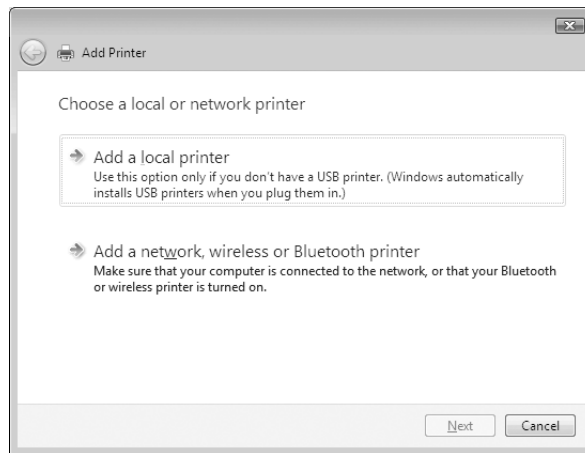 Add Printer
Choose a local or network printer
Add a local printer
Use this option only if you don't have a USB printer. (Windows automatically
installs USB printers when you plug them in.)
Add a network, wireless or Bluetooth printer
Make sure that your computer is connected to the network, or that your Bluetooth
or wireless printer is turned on.
Next Cancel